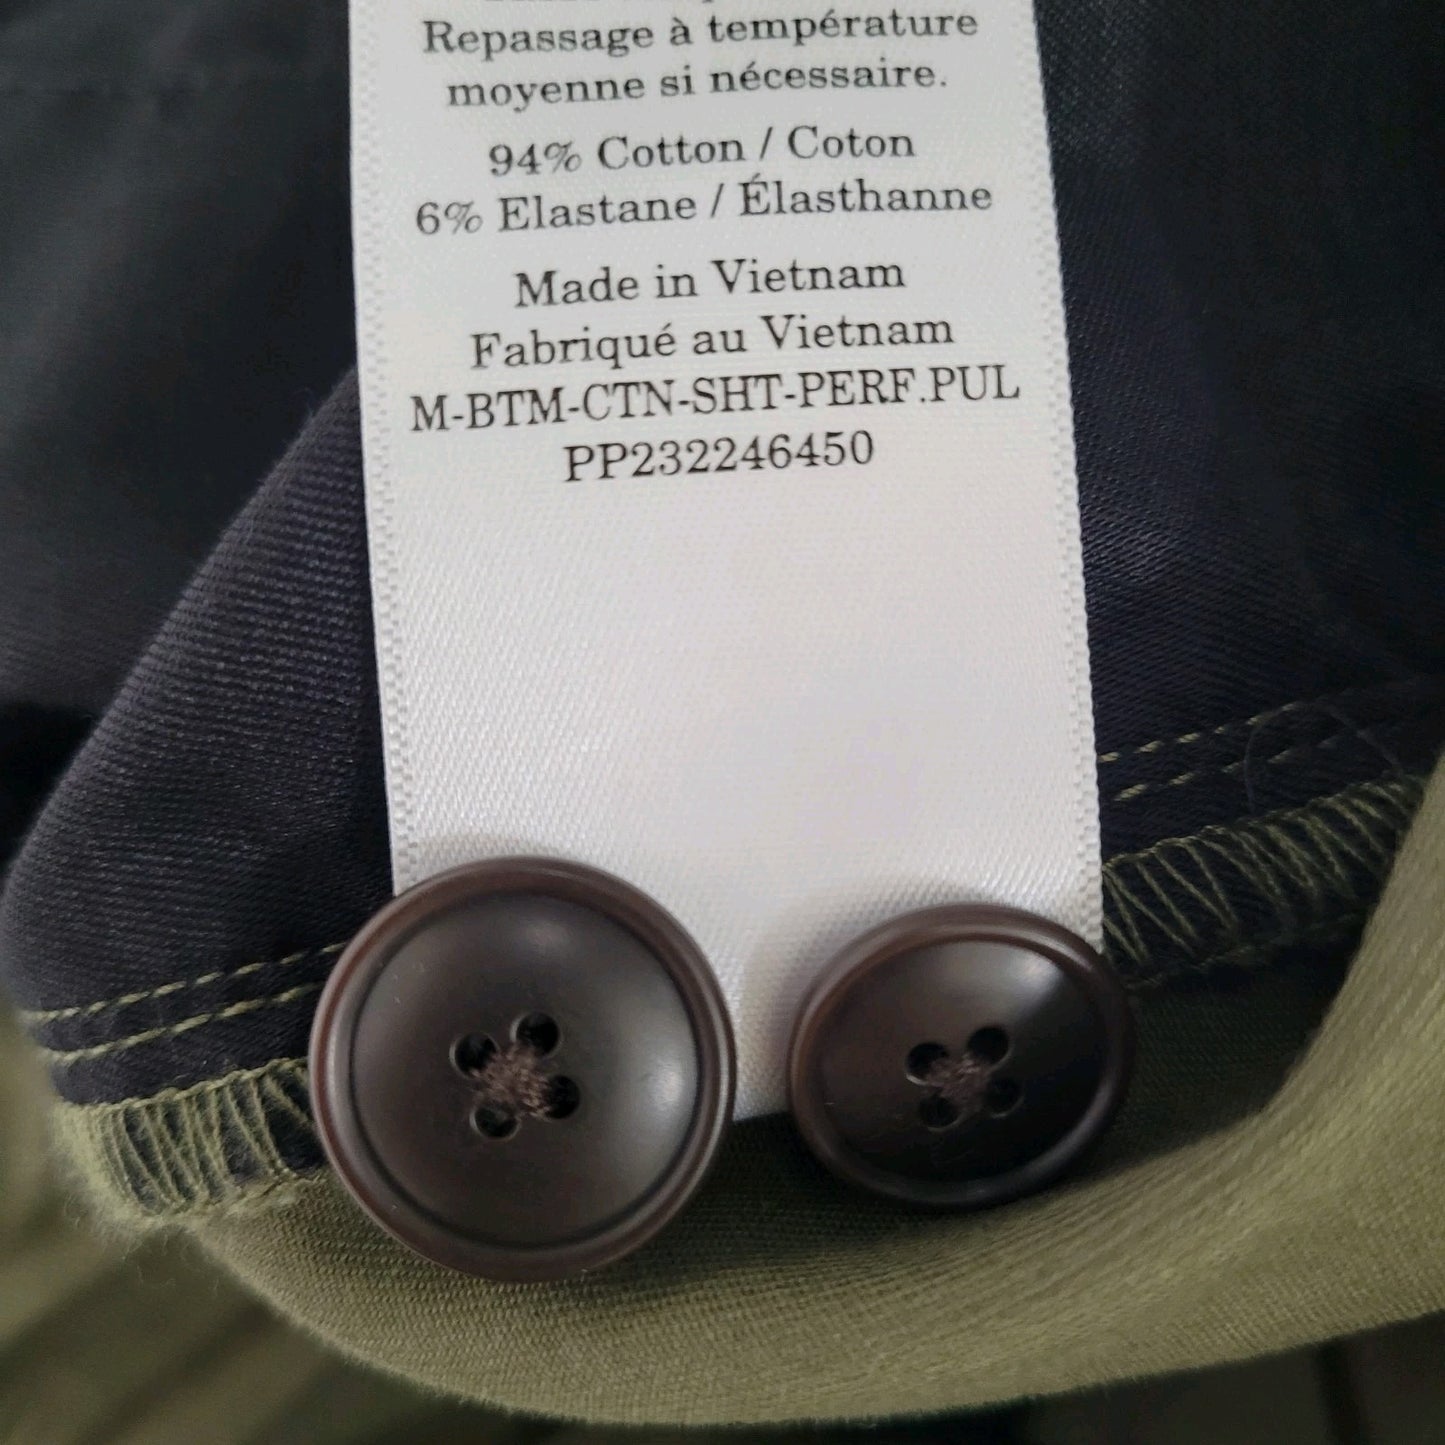 Repassage à température
moyenne si nécessaire.
94% Cotton / Coton
6% Elastane / Élasthanne
Made in Vietnam
Fabriqué au Vietnam
M-BTM-CTN-SHT-PERF.PUL
PP232246450